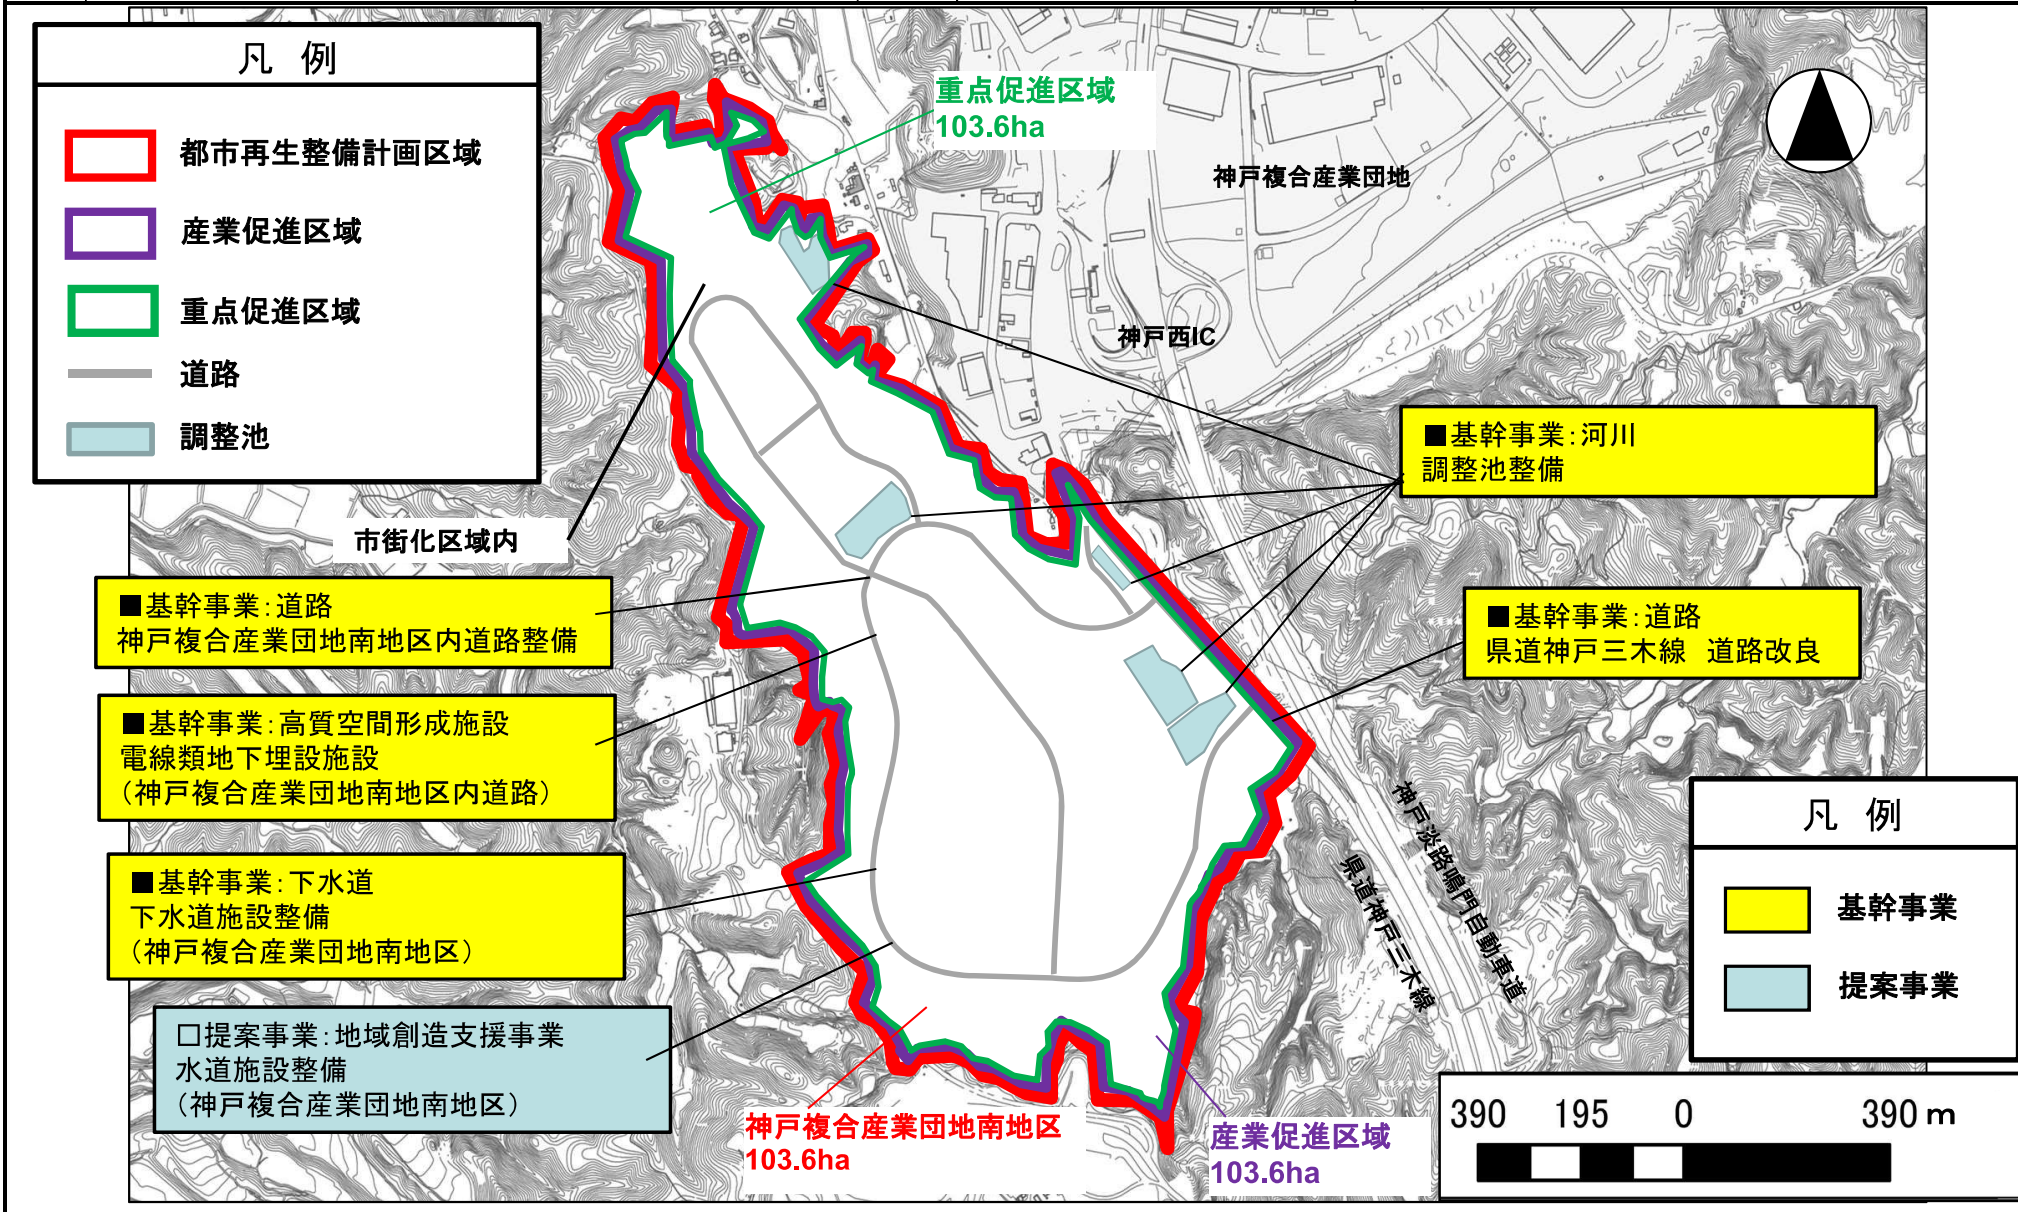 凡 例
都市再生整備計画区域
産業促進区域
重点促進区域
道路
調整池
重点促進区域
103.6ha
神戸複合産業団地
神戸西IC
市街化区域内
■基幹事業:河川
調整池整備
■基幹事業:道路
神戸複合産業団地南地区内道路整備
■基幹事業:道路
県道神戸三木線 道路改良
■基幹事業:高質空間形成施設
電線類地下埋設施設
(神戸複合産業団地南地区内道路)
■基幹事業:下水道
下水道施設整備
(神戸複合産業団地南地区)
□提案事業:地域創造支援事業
水道施設整備
(神戸複合産業団地南地区)
神戸淡路鳴門自動車道
県道神戸三木線
凡 例
基幹事業
提案事業
神戸複合産業団地南地区
103.6ha
産業促進区域
103.6ha
390 195 0 390 m